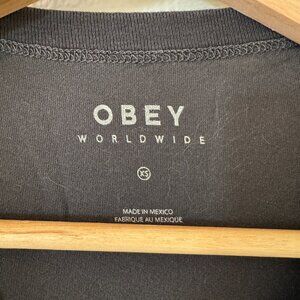 OBEY
WORLDWIDE
XS
MADE IN MEXICO
FABRIQUÉ AU MEXIQUE